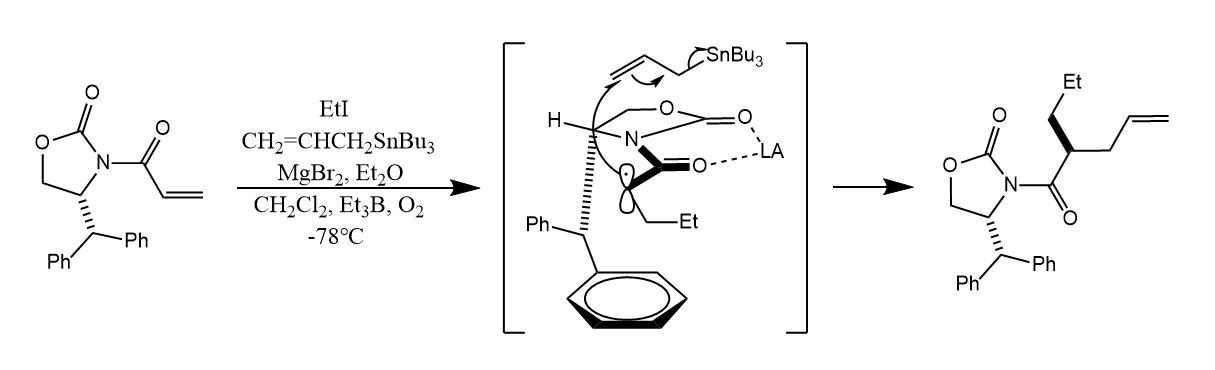 O
O
N
O
Ph
Ph
EtI
CH₂=CHCH₂SnBu₃
MgBr₂, Et₂O
CH₂Cl₂, Et₃B, O₂
-78℃
SnBu₃
H
O
O
N
O
LA
Et
Ph
Et
O
O
N
O
Ph
Ph